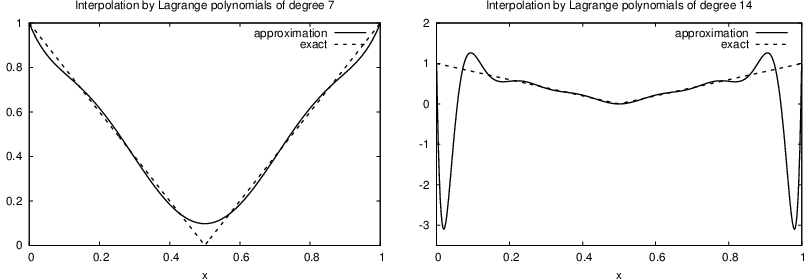 Interpolation by Lagrange polynomials of degree 7
approximation
exact
1
0.8
0.6
0.4
0.2
0
0 0.2 0.4 0.6 0.8 1
x
Interpolation by Lagrange polynomials of degree 14
approximation
exact
2
1
0
-1
-2
-3
0 0.2 0.4 0.6 0.8 1
x